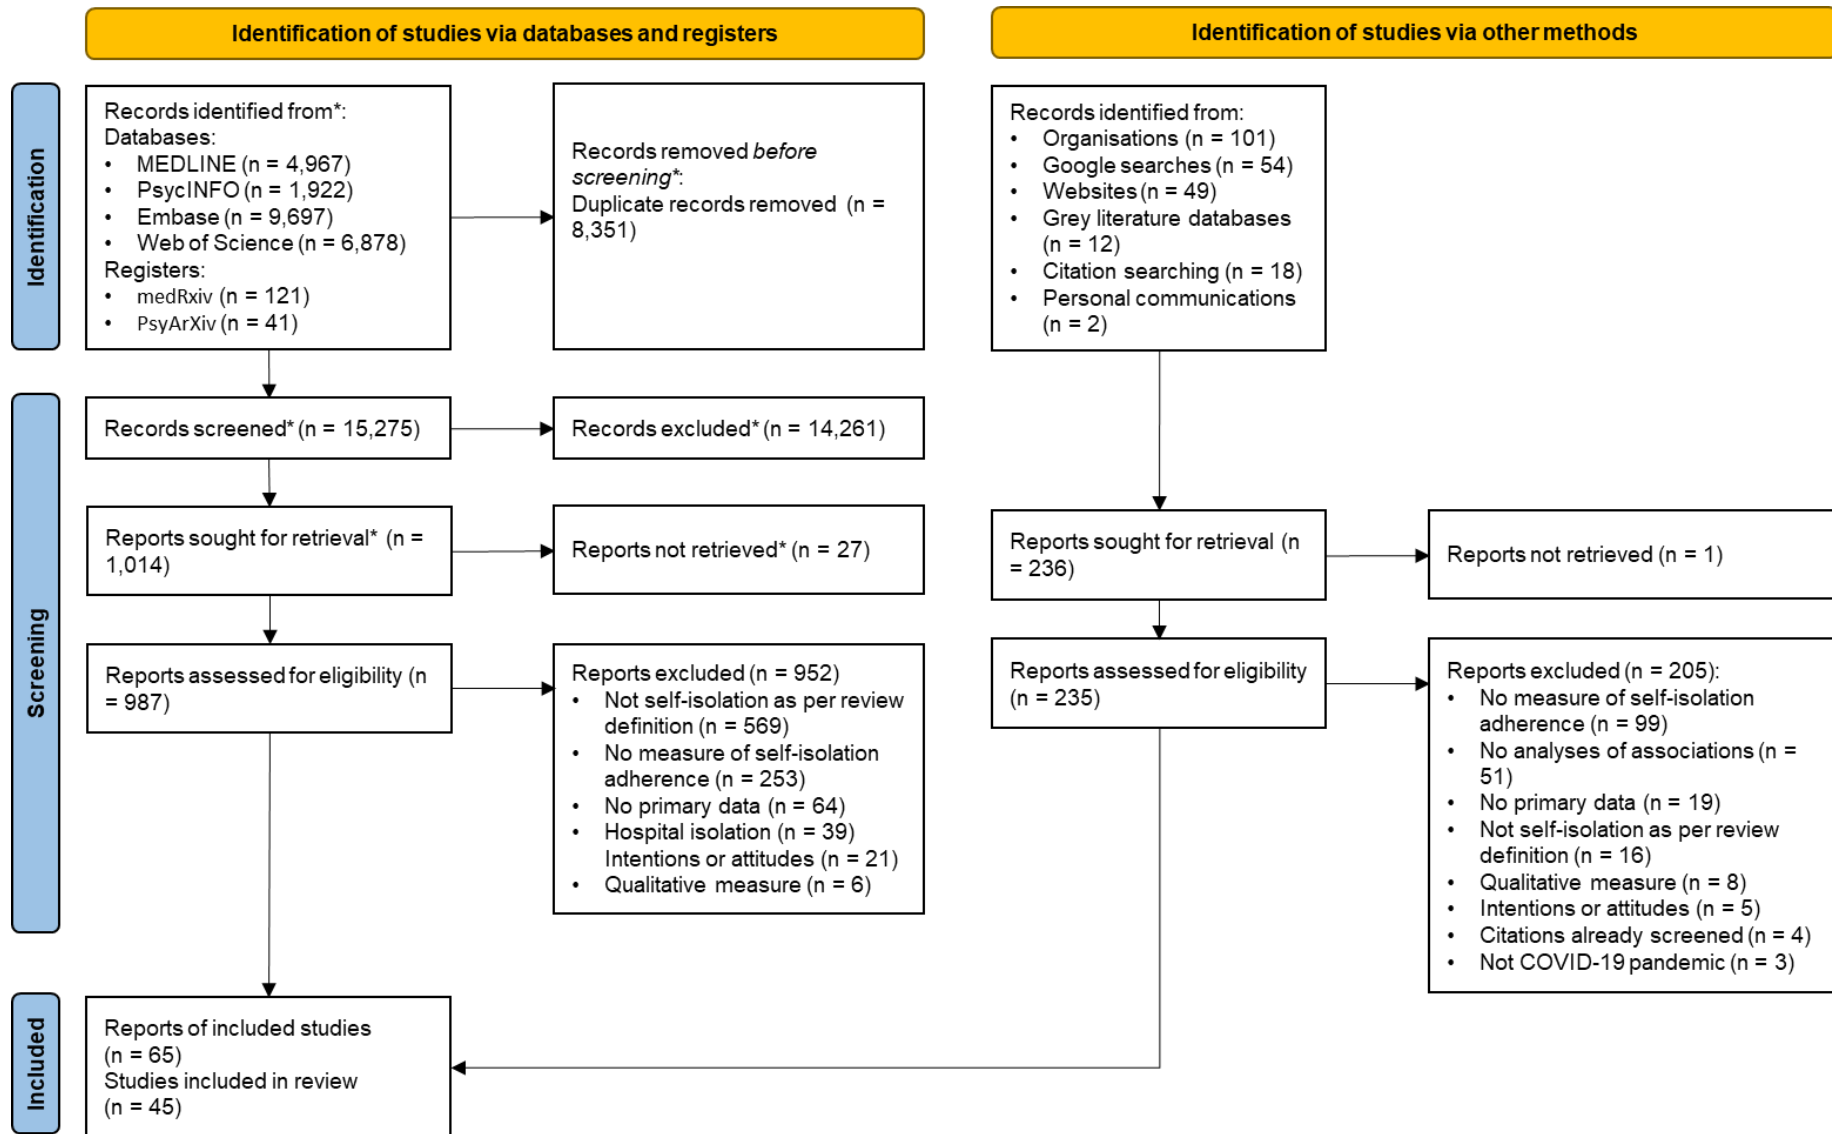 Identification of studies via databases and registers
Identification of studies via other methods
Identification
Records identified from*:
Databases:
• MEDLINE (n = 4,967)
• PsycINFO (n = 1,922)
• Embase (n = 9,697)
• Web of Science (n = 6,878)
Registers:
• medRxiv (n = 121)
• PsyArXiv (n = 41)
Records removed before
screening*:
Duplicate records removed (n =
8,351)
Records identified from:
• Organisations (n = 101)
• Google searches (n = 54)
• Websites (n = 49)
• Grey literature databases
(n = 12)
• Citation searching (n = 18)
• Personal communications
(n = 2)
Screening
Records screened* (n = 15,275)
Records excluded* (n = 14,261)
Reports sought for retrieval* (n =
1,014)
Reports not retrieved* (n = 27)
Reports sought for retrieval (n
= 236)
Reports not retrieved (n = 1)
Reports assessed for eligibility (n
= 987)
Reports excluded (n = 952)
• Not self-isolation as per review
definition (n = 569)
• No measure of self-isolation
adherence (n = 253)
• No primary data (n = 64)
• Hospital isolation (n = 39)
Intentions or attitudes (n = 21)
• Qualitative measure (n = 6)
Reports assessed for eligibility
(n = 235)
Reports excluded (n = 205):
• No measure of self-isolation
adherence (n = 99)
• No analyses of associations (n =
51)
• No primary data (n = 19)
• Not self-isolation as per review
definition (n = 16)
• Qualitative measure (n = 8)
• Intentions or attitudes (n = 5)
• Citations already screened (n = 4)
• Not COVID-19 pandemic (n = 3)
Included
Reports of included studies
(n = 65)
Studies included in review
(n = 45)